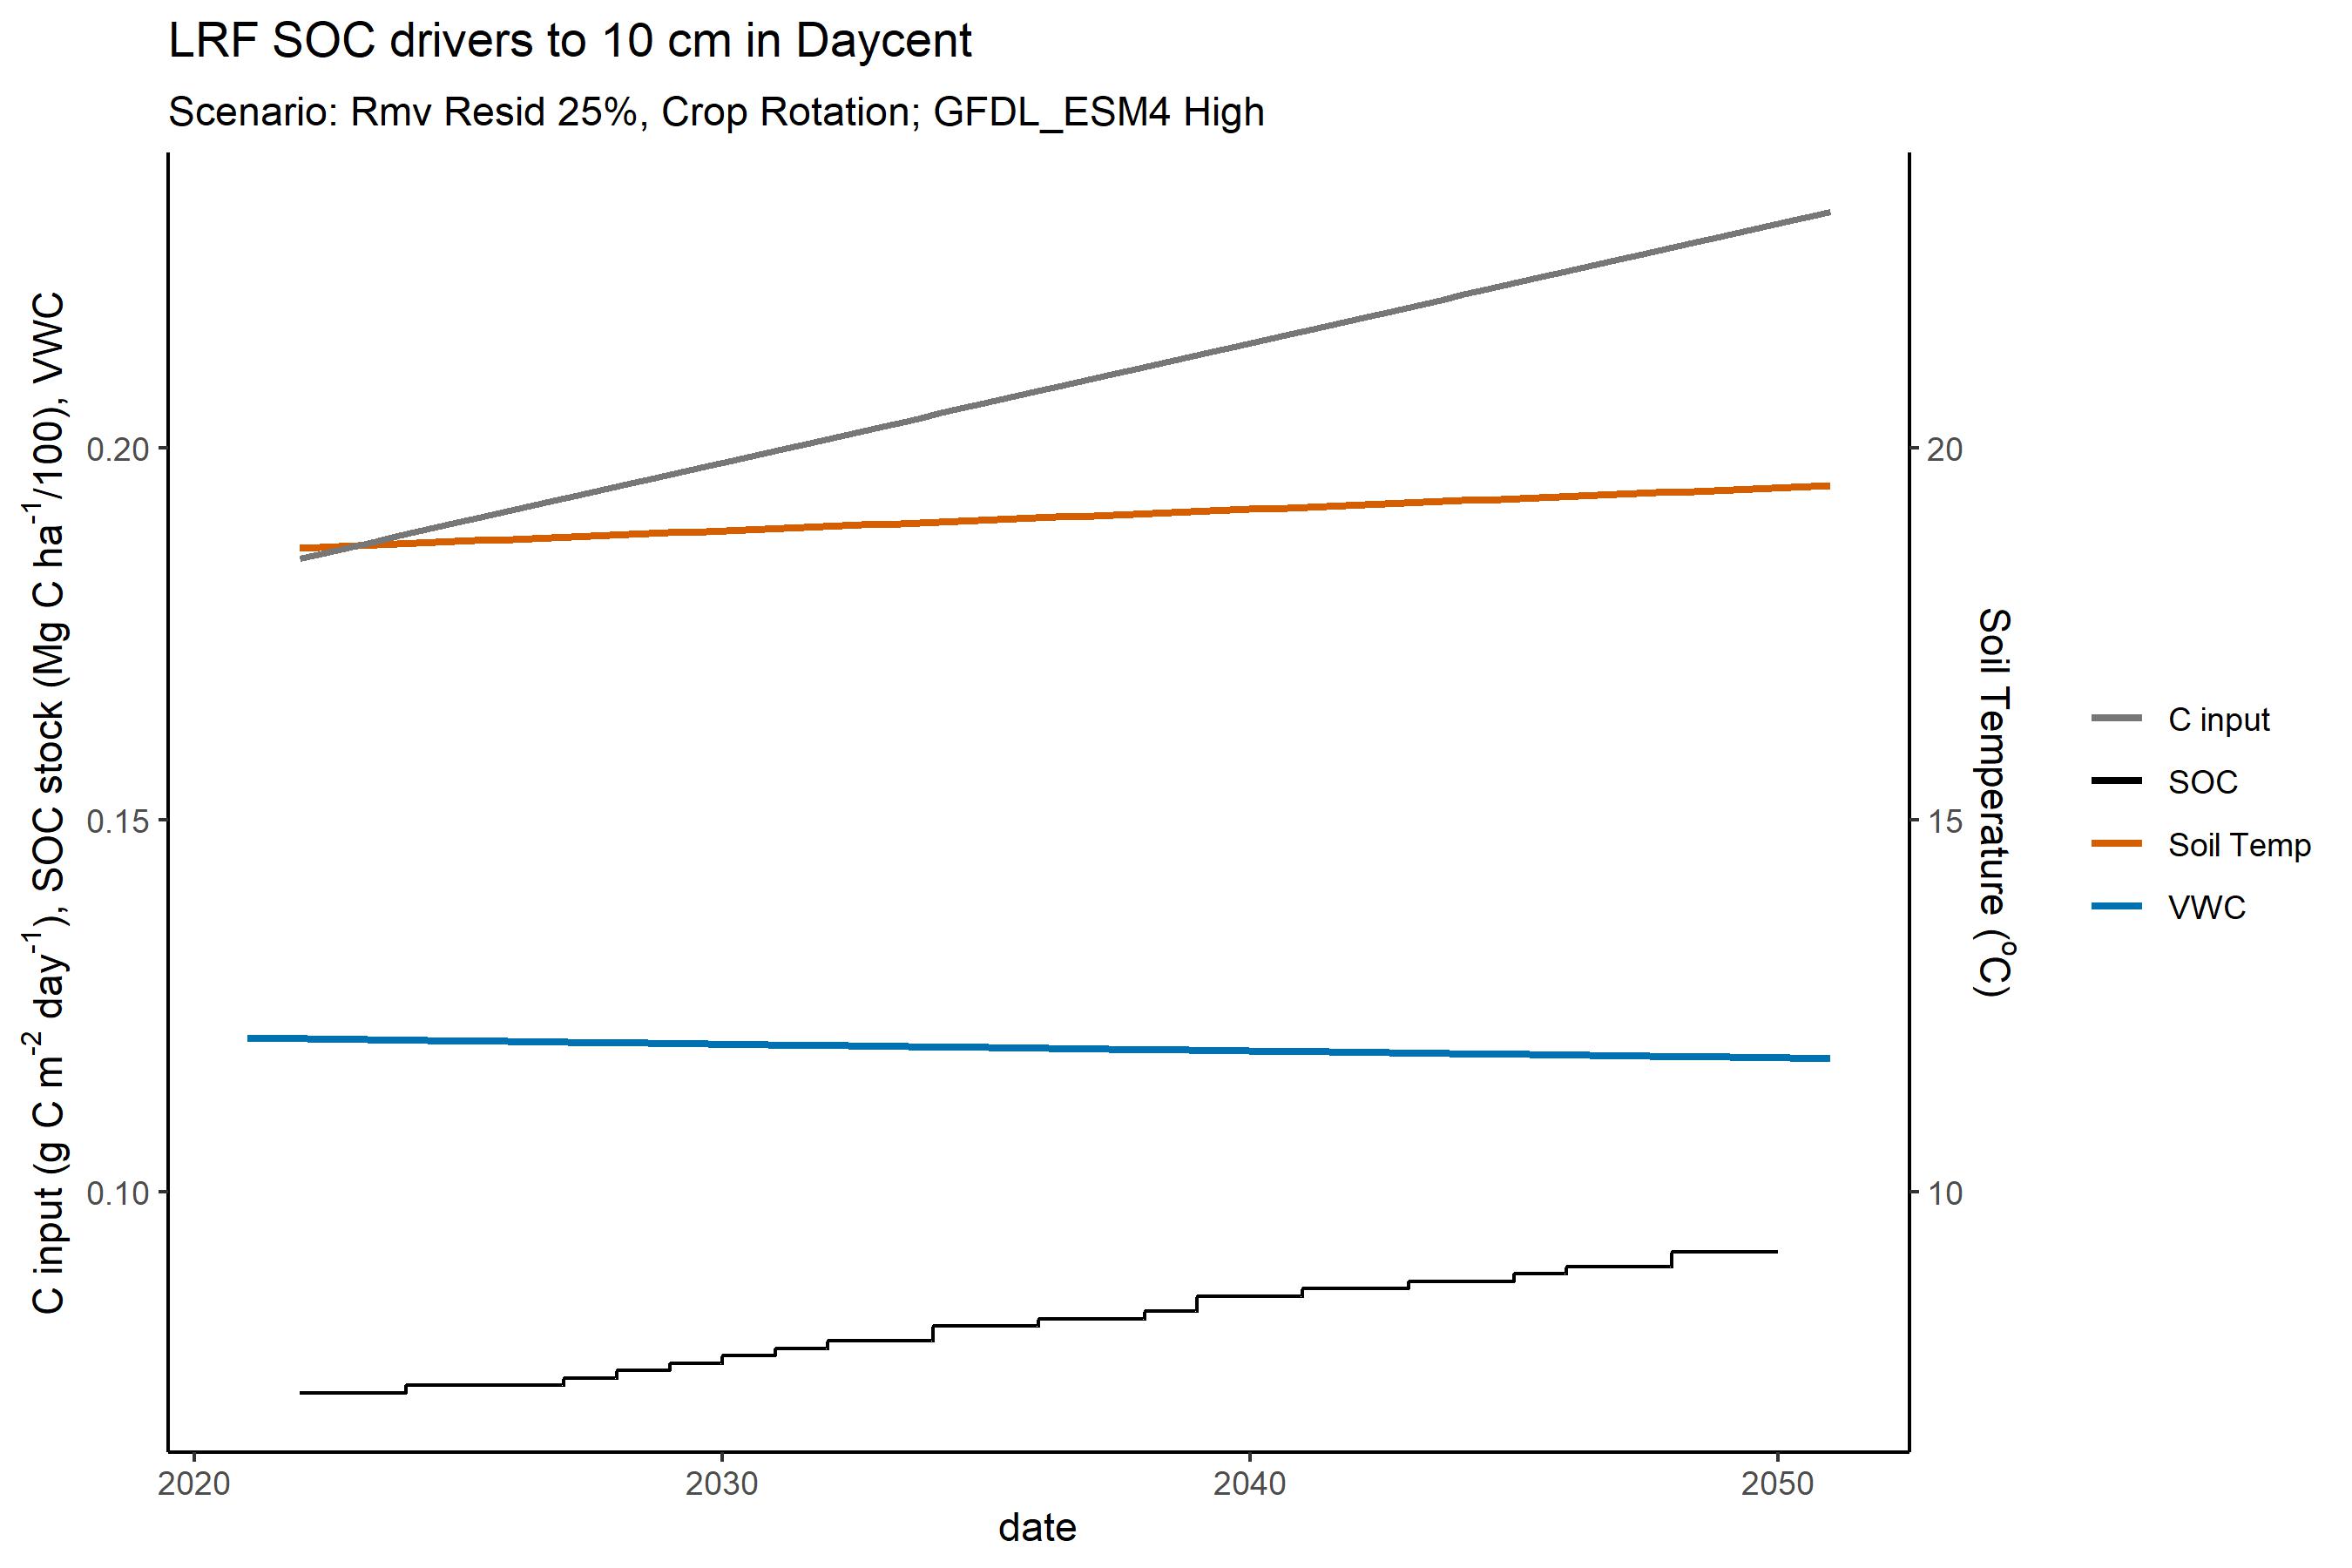 LRF SOC drivers to 10 cm in Daycent
Scenario: Rmv Resid 25%, Crop Rotation; GFDL_ESM4 High
C input (g C m⁻² day⁻¹), SOC stock (Mg C ha⁻¹/100), VWC
0.20
0.15
0.10
20
15
10
Soil Temperature (°C)
C input
SOC
Soil Temp
VWC
2020
2030
2040
2050
date